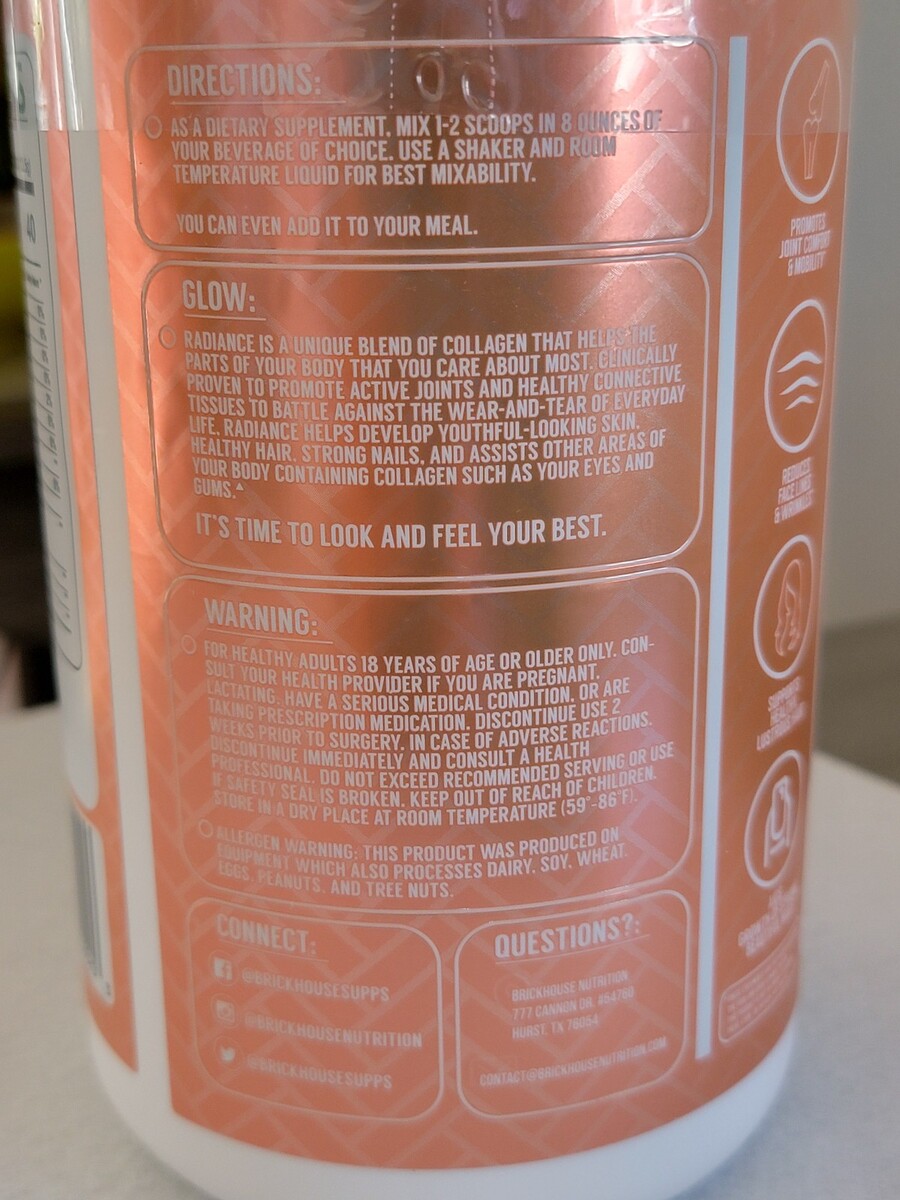 DIRECTIONS:
AS A DIETARY SUPPLEMENT, MIX 1-2 SCOOPS IN 8 OUNCES OF
YOUR BEVERAGE OF CHOICE. USE A SHAKER AND ROOM
TEMPERATURE LIQUID FOR BEST MIXABILITY.
YOU CAN EVEN ADD IT TO YOUR MEAL.
GLOW:
RADIANCE IS A UNIQUE BLEND OF COLLAGEN THAT HELPS THE
PARTS OF YOUR BODY THAT YOU CARE ABOUT MOST. CLINICALLY
PROVEN TO PROMOTE ACTIVE JOINTS AND HEALTHY CONNECTIVE
TISSUES TO BATTLE AGAINST THE WEAR-AND-TEAR OF EVERYDAY
LIFE. RADIANCE HELPS DEVELOP YOUTHFUL-LOOKING SKIN,
HEALTHY HAIR, STRONG NAILS, AND ASSISTS OTHER AREAS OF
YOUR BODY CONTAINING COLLAGEN SUCH AS YOUR EYES AND
GUMS.▲
IT'S TIME TO LOOK AND FEEL YOUR BEST.
WARNING:
FOR HEALTHY ADULTS 18 YEARS OF AGE OR OLDER ONLY. CON-
SULT YOUR HEALTH PROVIDER IF YOU ARE PREGNANT,
LACTATING, HAVE A SERIOUS MEDICAL CONDITION, OR ARE
TAKING PRESCRIPTION MEDICATION. DISCONTINUE USE 2
WEEKS PRIOR TO SURGERY. IN CASE OF ADVERSE REACTIONS,
DISCONTINUE IMMEDIATELY AND CONSULT A HEALTH
PROFESSIONAL. DO NOT EXCEED RECOMMENDED SERVING OR USE
IF SAFETY SEAL IS BROKEN. KEEP OUT OF REACH OF CHILDREN.
STORE IN A DRY PLACE AT ROOM TEMPERATURE (59°-86°F).
ALLERGEN WARNING: THIS PRODUCT WAS PRODUCED ON
EQUIPMENT WHICH ALSO PROCESSES DAIRY, SOY, WHEAT,
EGGS, PEANUTS, AND TREE NUTS.
CONNECT:
@BRICKHOUSESUPPS
@BRICKHOUSENUTRITION
@BRICKHOUSESUPPS
QUESTIONS?:
BRICKHOUSE NUTRITION
777 CANNON DR. #54760
HURST, TX 76054
CONTACT@BRICKHOUSENUTRITION.COM
PROMOTES
JOINT COMFORT
& MOBILITY
REDUCES
FACE LINES
& WRINKLES
SUPPORTS
40